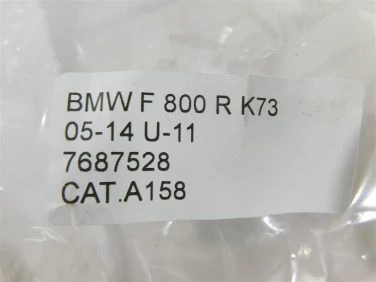 BMW F 800 R K73
05-14 U-11
7687528
CAT.A158